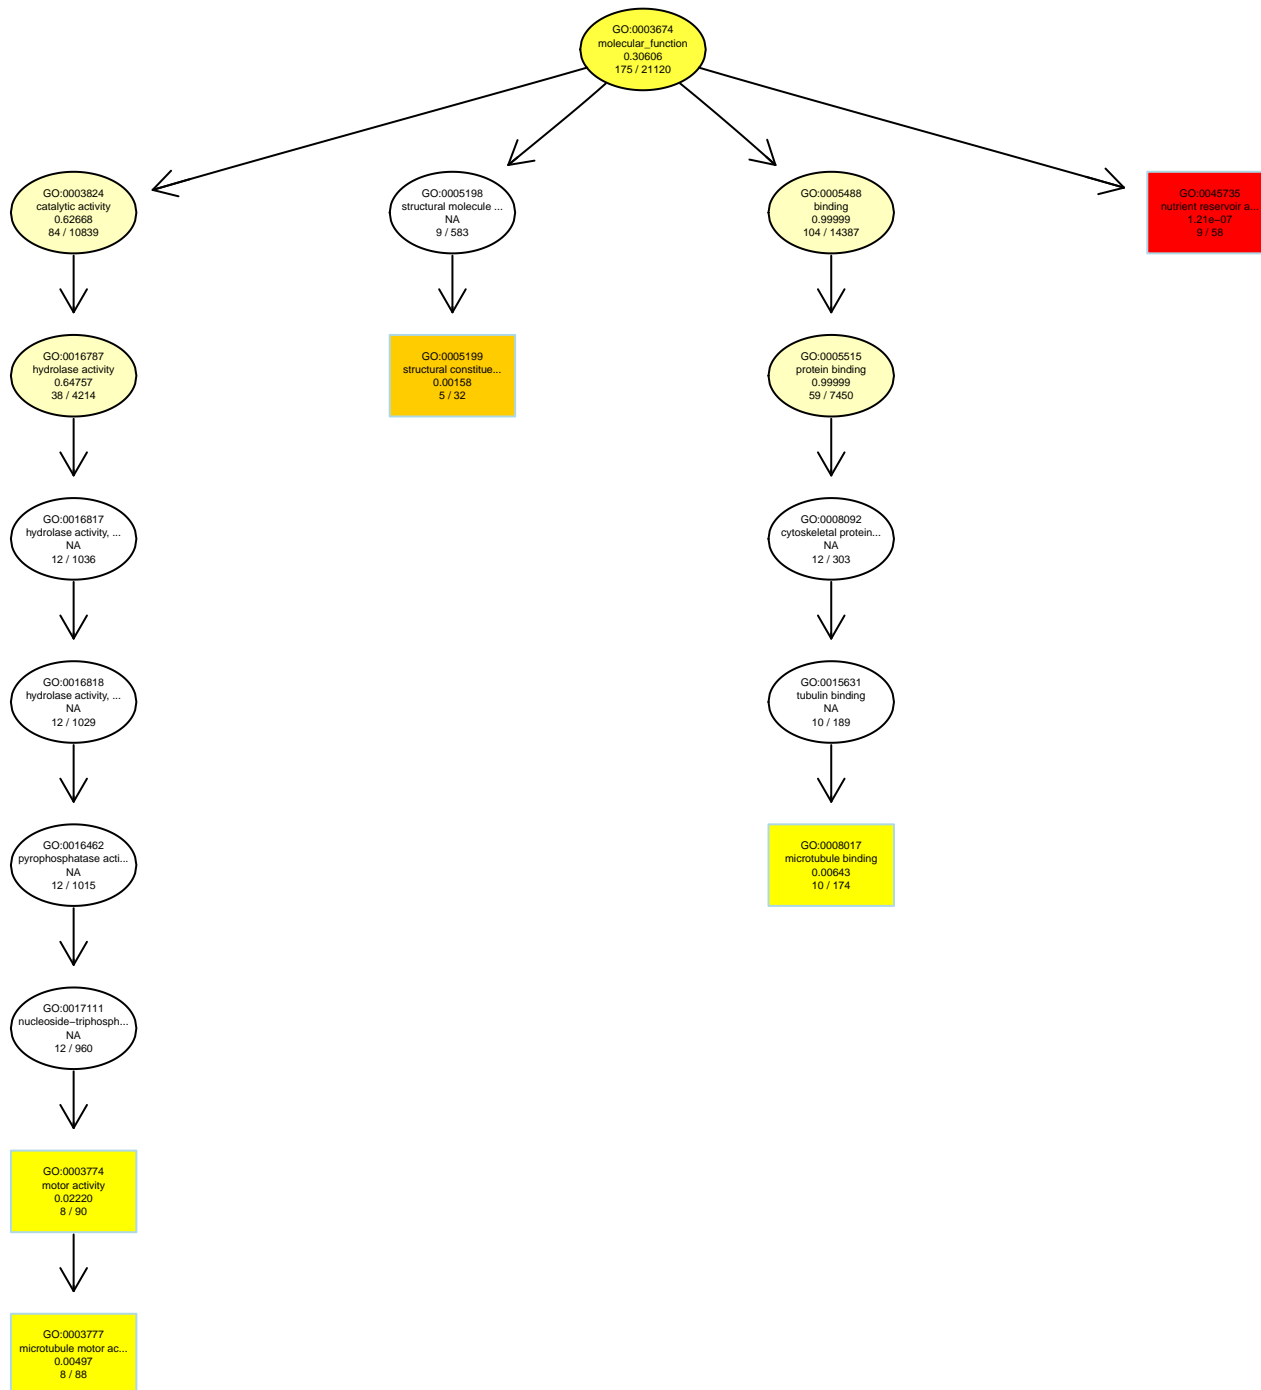 GO:0003674
molecular_function
0.30606
175 / 21120
GO:0003824
catalytic activity
0.62668
84 / 10839
GO:0005198
structural molecule ...
NA
9 / 583
GO:0005488
binding
0.99999
104 / 14387
GO:0045735
nutrient reservoir a...
1.21e−07
9 / 58
GO:0016787
hydrolase activity
0.64757
38 / 4214
GO:0005199
structural constitue...
0.00158
5 / 32
GO:0005515
protein binding
0.99999
59 / 7450
GO:0016817
hydrolase activity, ...
NA
12 / 1036
GO:0008092
cytoskeletal protein...
NA
12 / 303
GO:0016818
hydrolase activity, ...
NA
12 / 1029
GO:0015631
tubulin binding
NA
10 / 189
GO:0016462
pyrophosphatase acti...
NA
12 / 1015
GO:0008017
microtubule binding
0.00643
10 / 174
GO:0017111
nucleoside−triphosph...
NA
12 / 960
GO:0003774
motor activity
0.02220
8 / 90
GO:0003777
microtubule motor ac...
0.00497
8 / 88